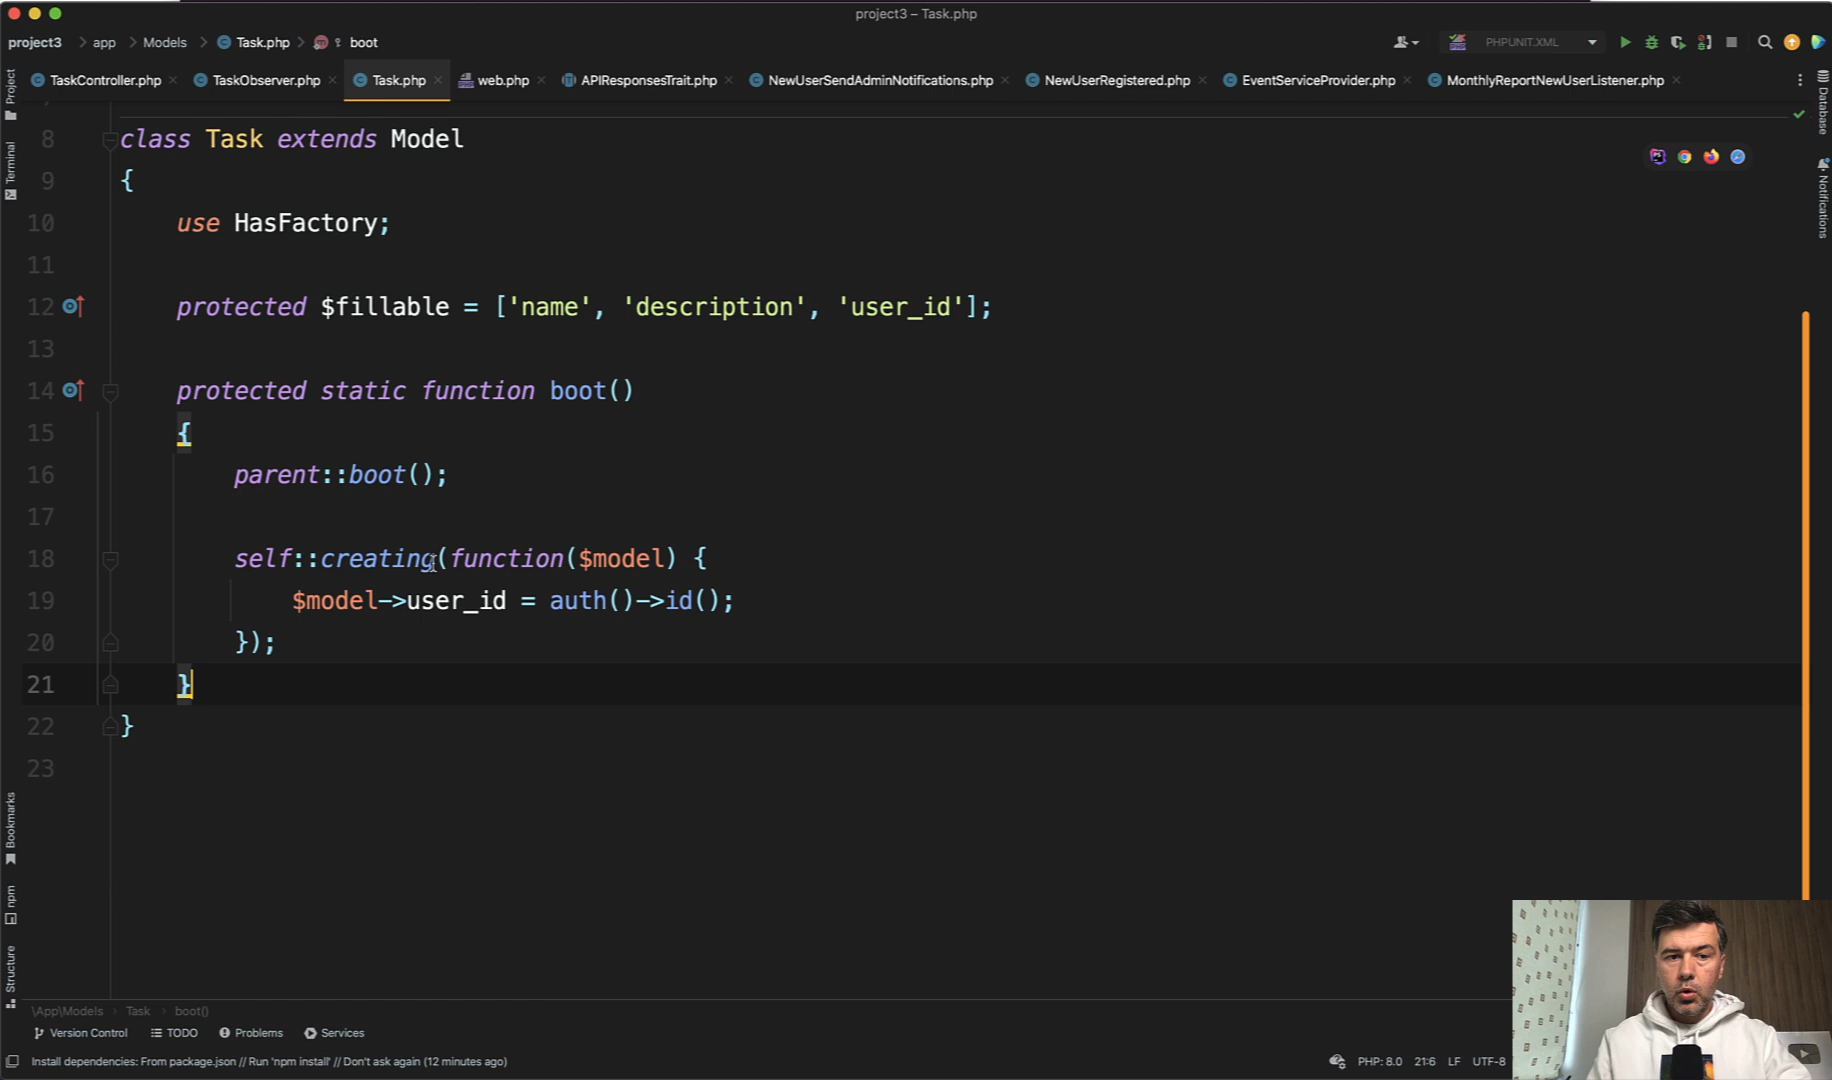 project3 – Task.php
project3 > app > Models > Task.php > boot
PHPUNIT.XML
TaskController.php TaskObserver.php Task.php web.php APIResponsesTrait.php NewUserSendAdminNotifications.php NewUserRegistered.php EventServiceProvider.php MonthlyReportNewUserListener.php
Project
Terminal
Bookmarks
npm
Structure
Database
Notifications
8 class Task extends Model
9 {
10 use HasFactory;
11
12 protected $fillable = ['name', 'description', 'user_id'];
13
14 protected static function boot()
15 {
16 parent::boot();
17
18 self::creating(function($model) {
19 $model->user_id = auth()->id();
20 });
21 }
22 }
23
\App\Models > Task > boot()
Version Control TODO Problems Services
Install dependencies: From package.json // Run 'npm install' // Don't ask again (12 minutes ago)
PHP: 8.0 21:6 LF UTF-8